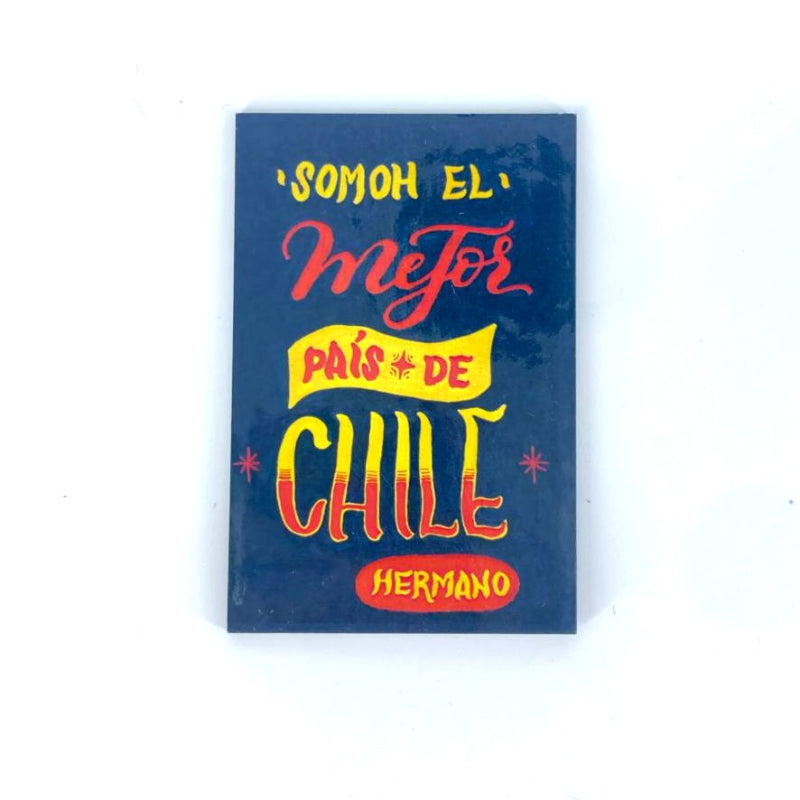 SOMOH EL
MeJor
PAÍS DE
CHILE
HERMANO